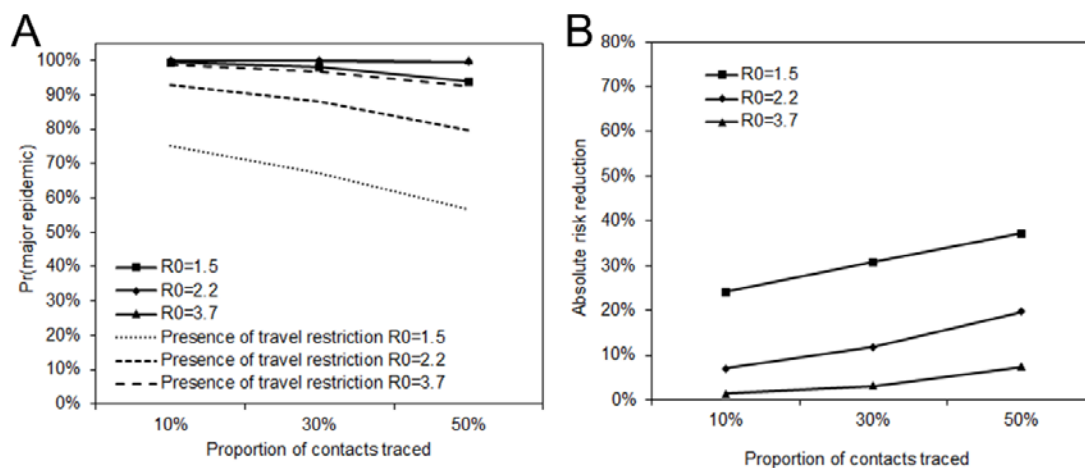 A
Pr(major epidemic)
100%
90%
80%
70%
60%
50%
40%
30%
20%
10%
0%
R0=1.5
R0=2.2
R0=3.7
Presence of travel restriction R0=1.5
Presence of travel restriction R0=2.2
Presence of travel restriction R0=3.7
10% 30% 50%
Proportion of contacts traced
B
Absolute risk reduction
80%
70%
60%
50%
40%
30%
20%
10%
0%
R0=1.5
R0=2.2
R0=3.7
10% 30% 50%
Proportion of contacts traced